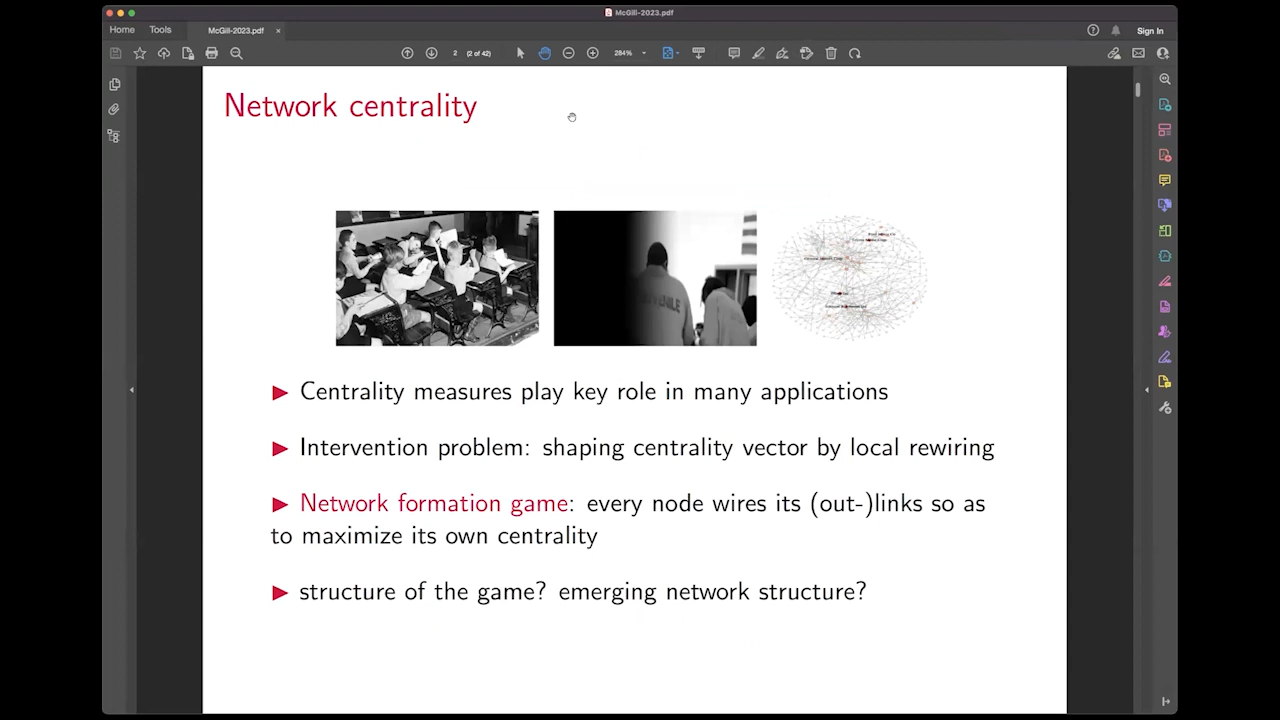 McGill-2023.pdf
Home Tools McGill-2023.pdf × Sign In
2 (2 of 42) 284%
Network centrality
▶ Centrality measures play key role in many applications
▶ Intervention problem: shaping centrality vector by local rewiring
▶ Network formation game: every node wires its (out-)links so as
to maximize its own centrality
▶ structure of the game? emerging network structure?